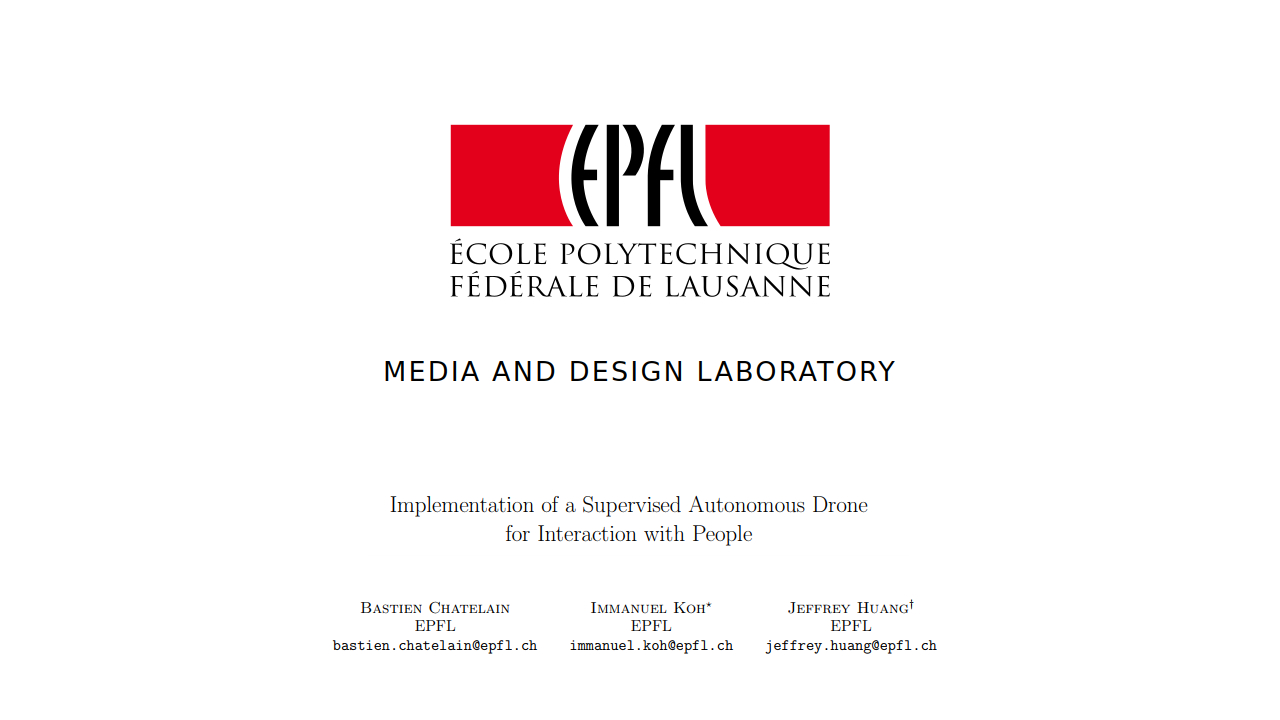 EPFL
ÉCOLE POLYTECHNIQUE
FÉDÉRALE DE LAUSANNE
MEDIA AND DESIGN LABORATORY
Implementation of a Supervised Autonomous Drone
for Interaction with People
Bastien Chatelain Immanuel Koh* Jeffrey Huang†
EPFL EPFL EPFL
bastien.chatelain@epfl.ch immanuel.koh@epfl.ch jeffrey.huang@epfl.ch